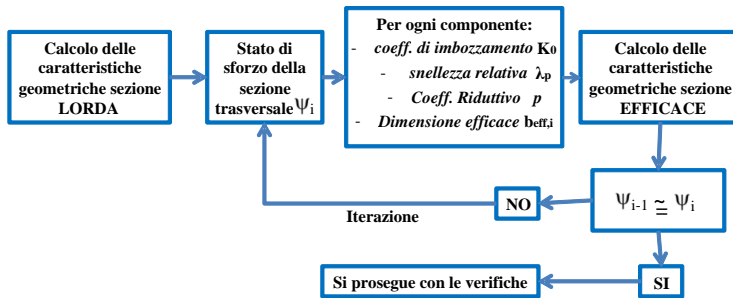 Calcolo delle
caratteristiche
geometriche sezione
LORDA
Stato di
sforzo della
sezione
trasversale Ψi
Per ogni componente:
- coeff. di imbozzamento K0
- snellezza relativa λp
- Coeff. Riduttivo p
- Dimensione efficace beff,i
Calcolo delle
caratteristiche
geometriche sezione
EFFICACE
Ψi-1 ≅ Ψi
NO
Iterazione
SI
Si prosegue con le verifiche